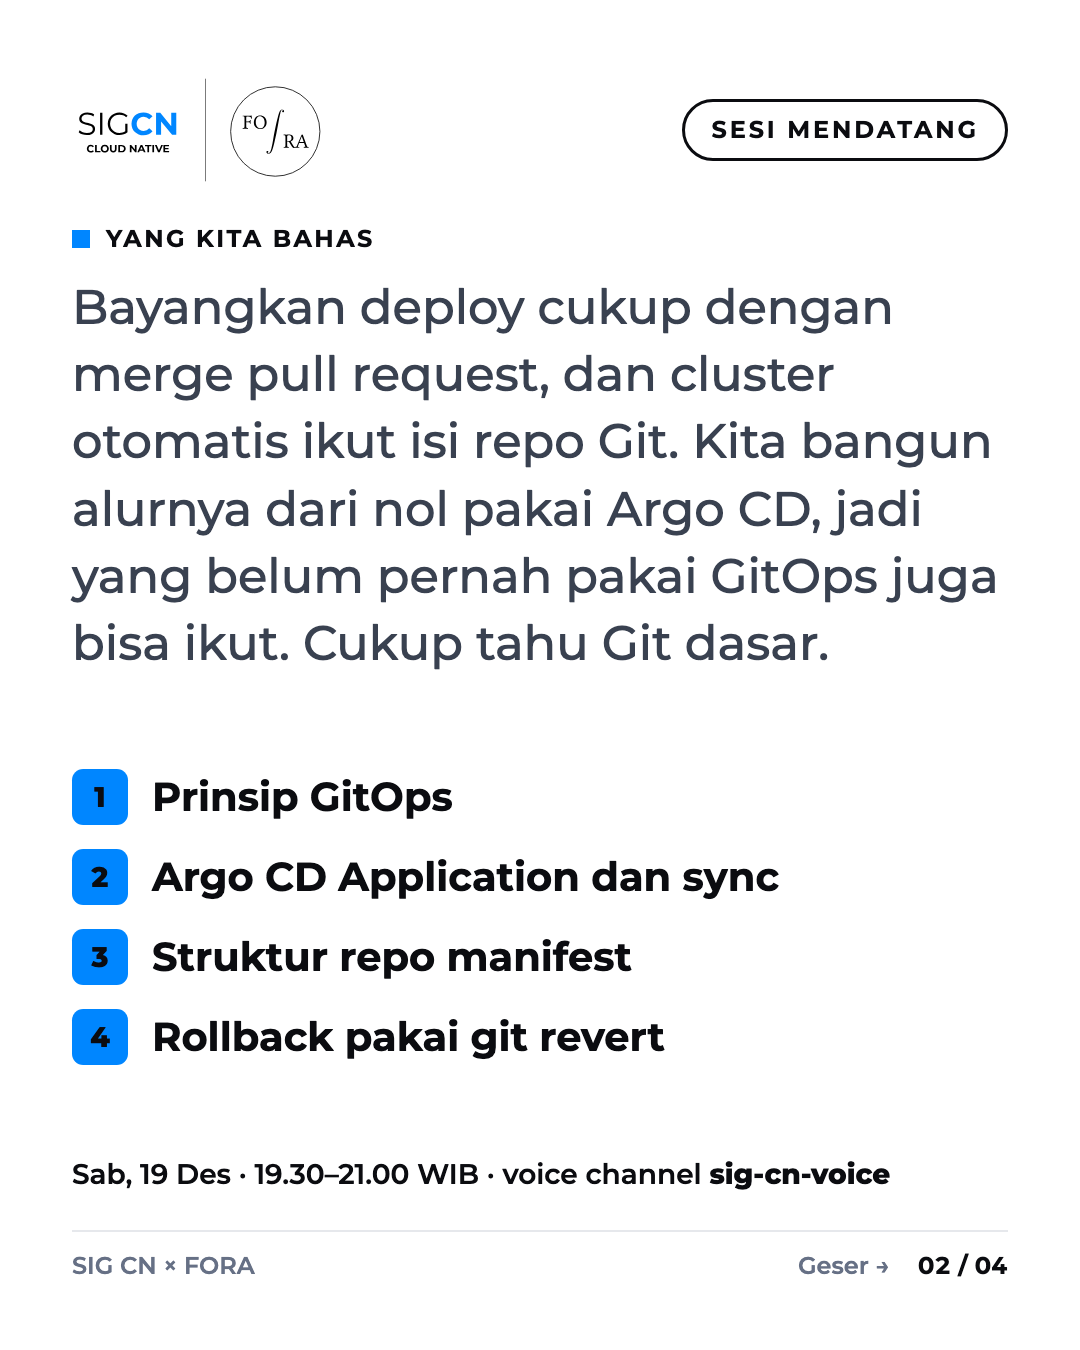 SIGCN
CLOUD NATIVE
FO
RA
SESI MENDATANG
YANG KITA BAHAS
Bayangkan deploy cukup dengan
merge pull request, dan cluster
otomatis ikut isi repo Git. Kita bangun
alurnya dari nol pakai Argo CD, jadi
yang belum pernah pakai GitOps juga
bisa ikut. Cukup tahu Git dasar.
1 Prinsip GitOps
2 Argo CD Application dan sync
3 Struktur repo manifest
4 Rollback pakai git revert
Sab, 19 Des · 19.30–21.00 WIB · voice channel sig-cn-voice
SIG CN × FORA
Geser → 02 / 04